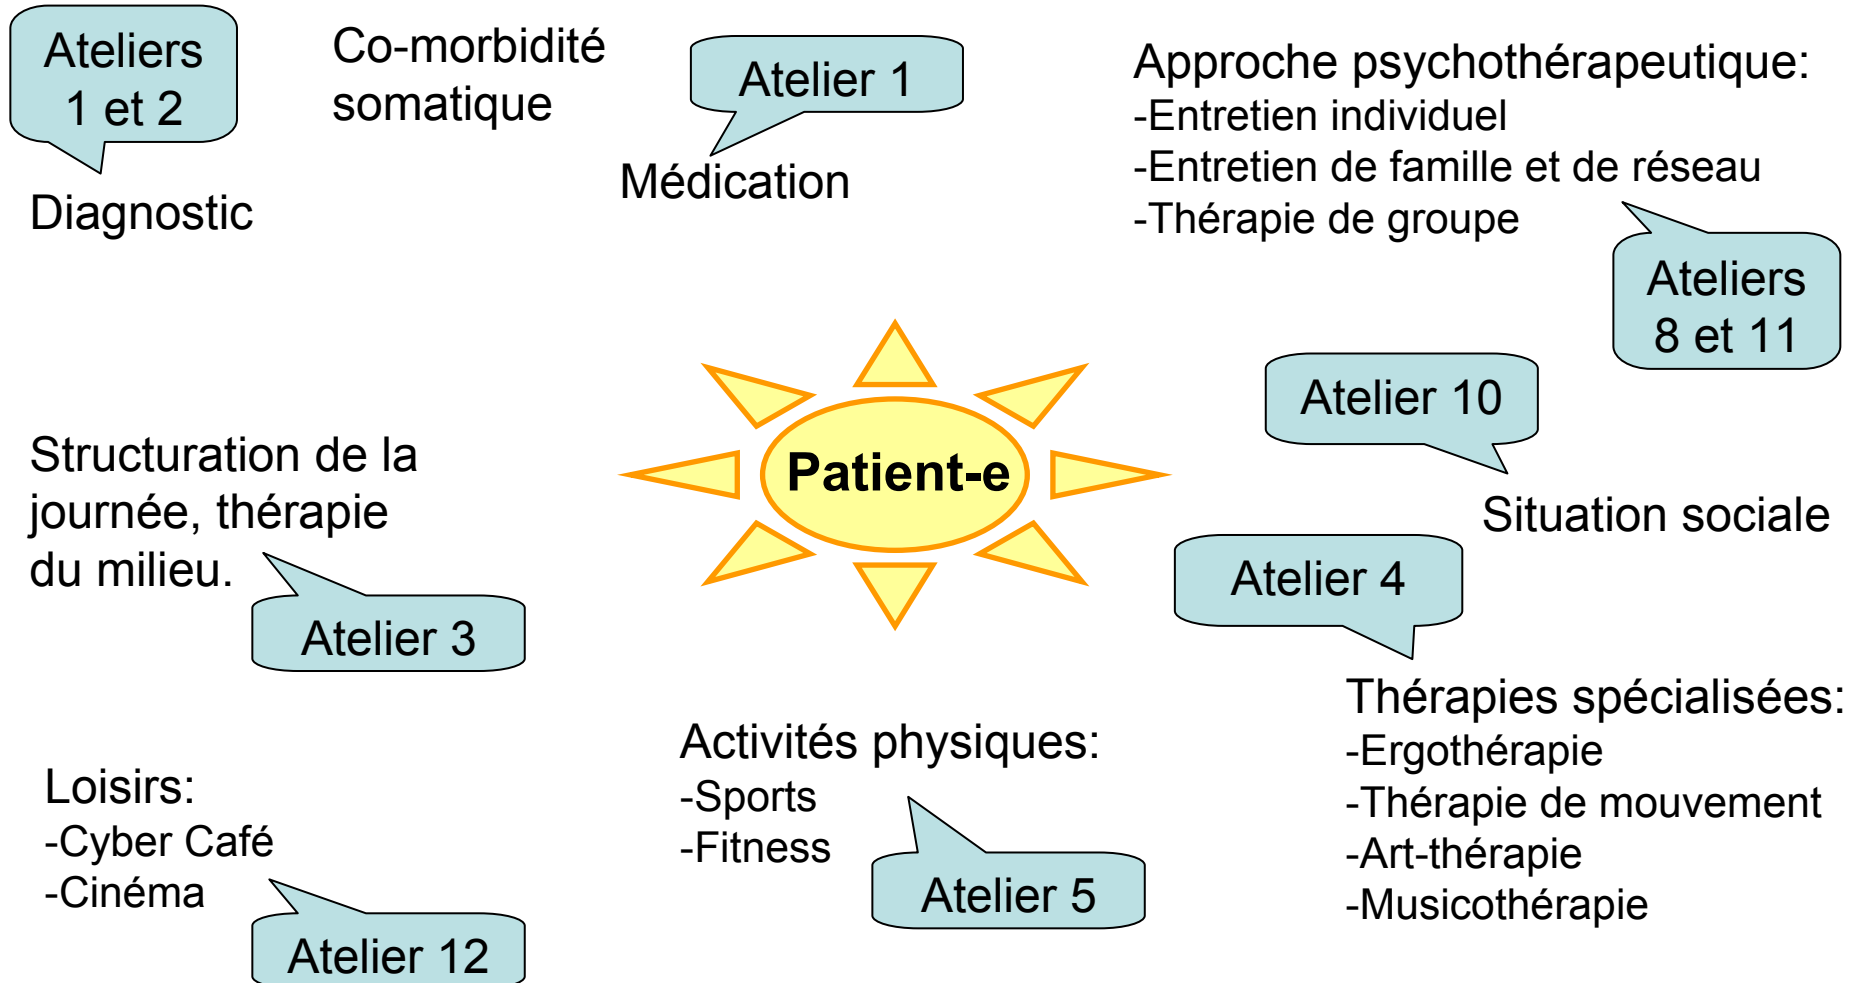 Ateliers
1 et 2
Diagnostic
Co-morbidité
somatique
Atelier 1
Médication
Approche psychothérapeutique:
-Entretien individuel
-Entretien de famille et de réseau
-Thérapie de groupe
Ateliers
8 et 11
Patient-e
Atelier 10
Situation sociale
Structuration de la
journée, thérapie
du milieu.
Atelier 3
Atelier 4
Thérapies spécialisées:
-Ergothérapie
-Thérapie de mouvement
-Art-thérapie
-Musicothérapie
Activités physiques:
-Sports
-Fitness
Atelier 5
Loisirs:
-Cyber Café
-Cinéma
Atelier 12